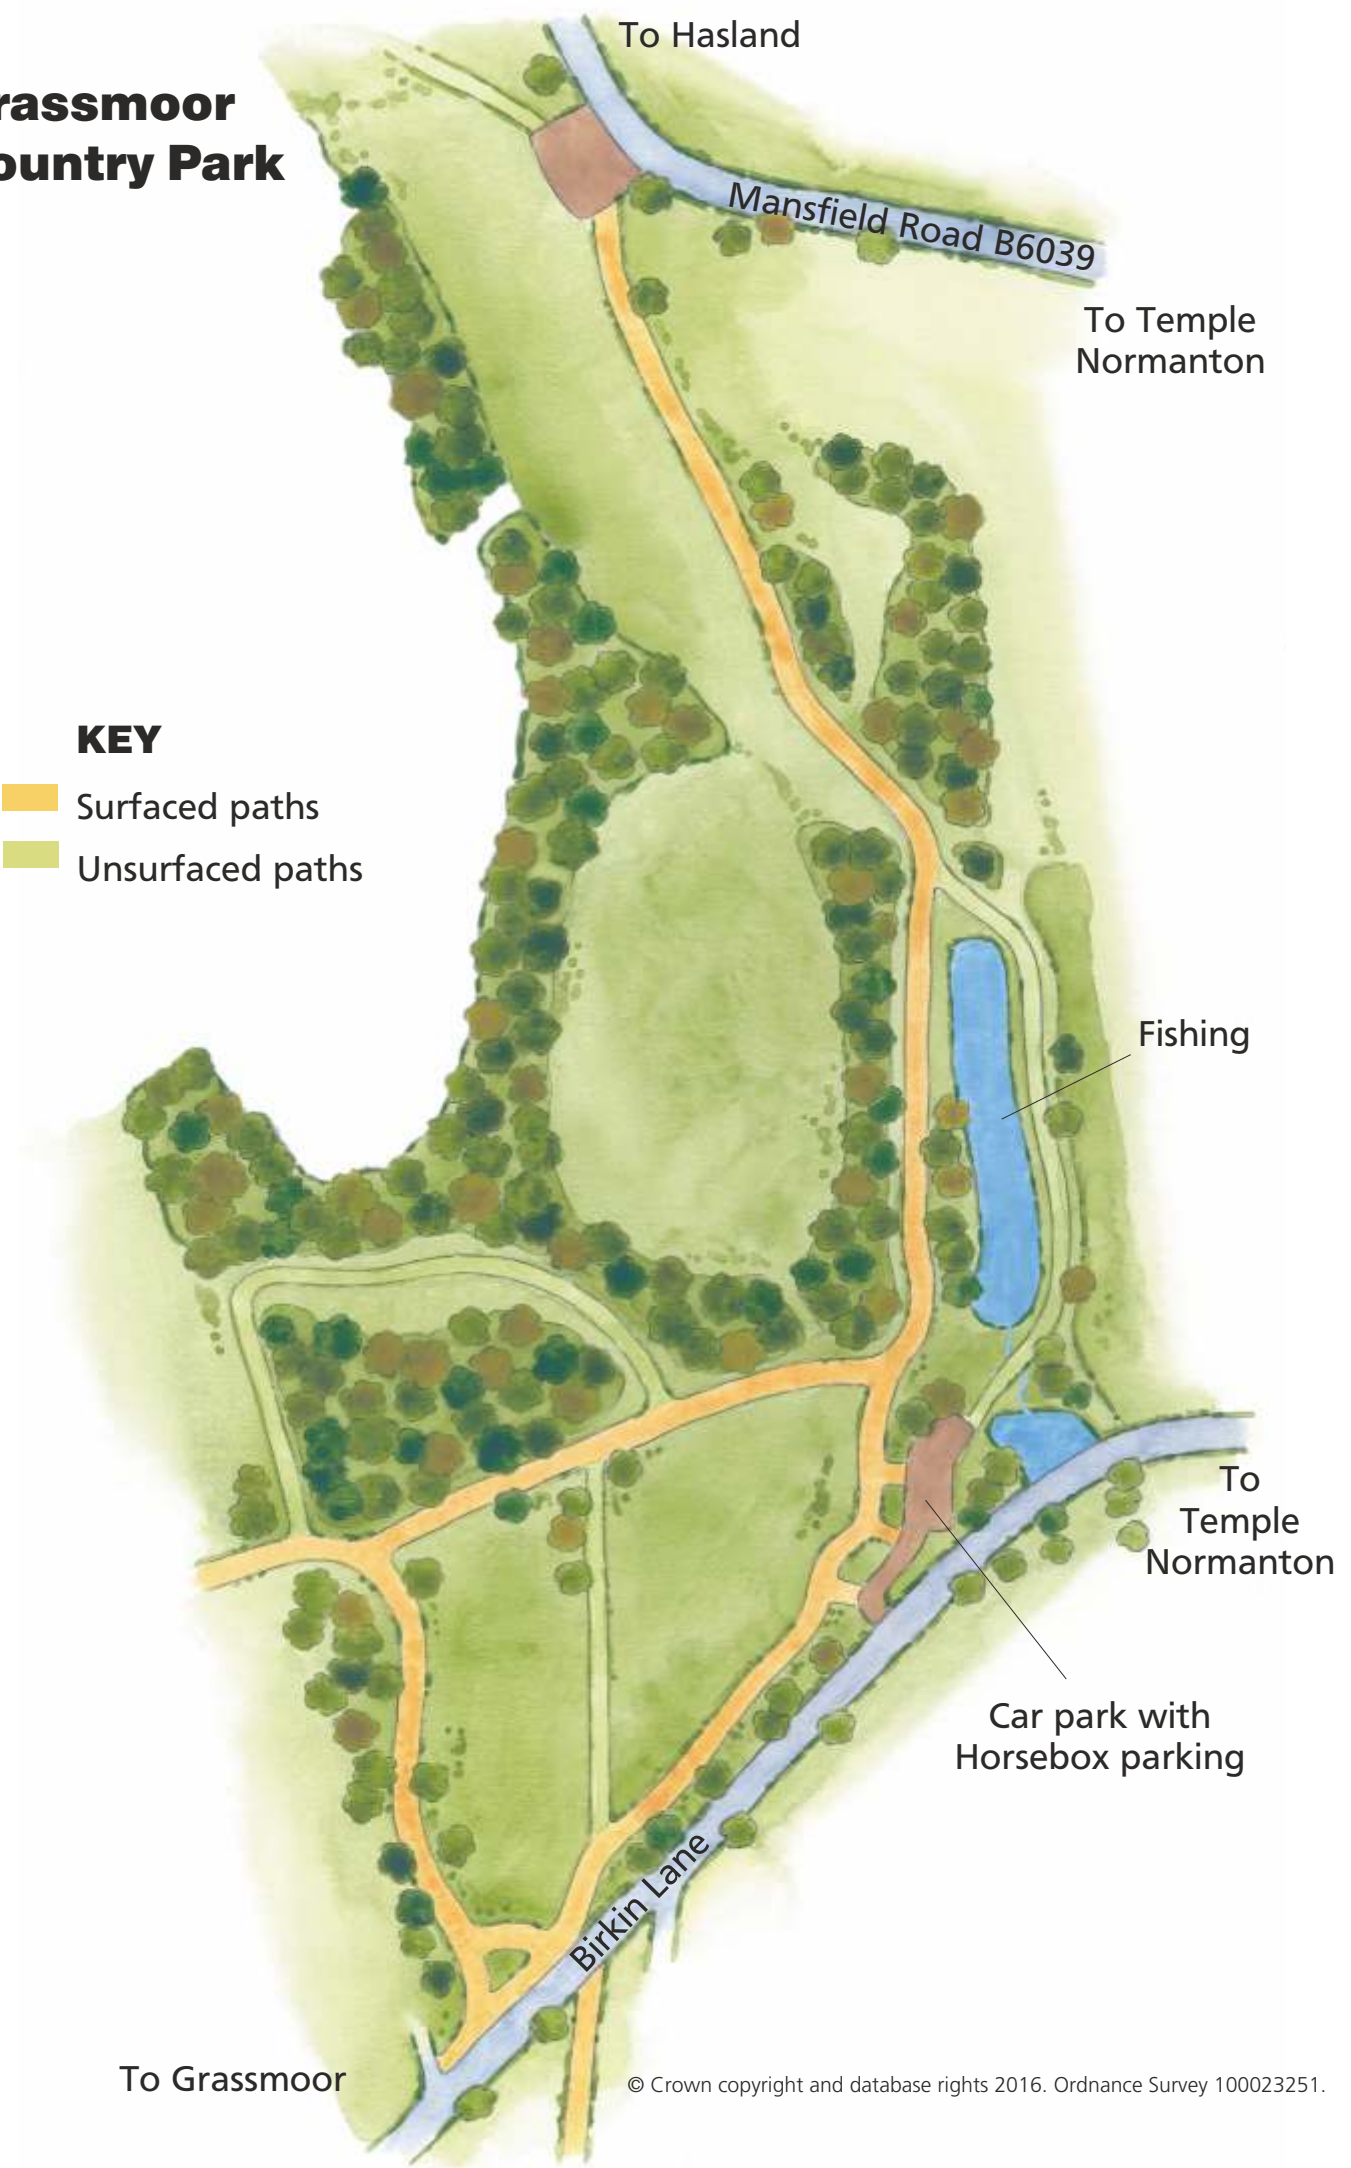 To Hasland
rassmoor
ountry Park
Mansfield Road B6039
To Temple
Normanton
KEY
Surfaced paths
Unsurfaced paths
Fishing
To
Temple
Normanton
Car park with
Horsebox parking
Birkin Lane
To Grassmoor
© Crown copyright and database rights 2016. Ordnance Survey 100023251.